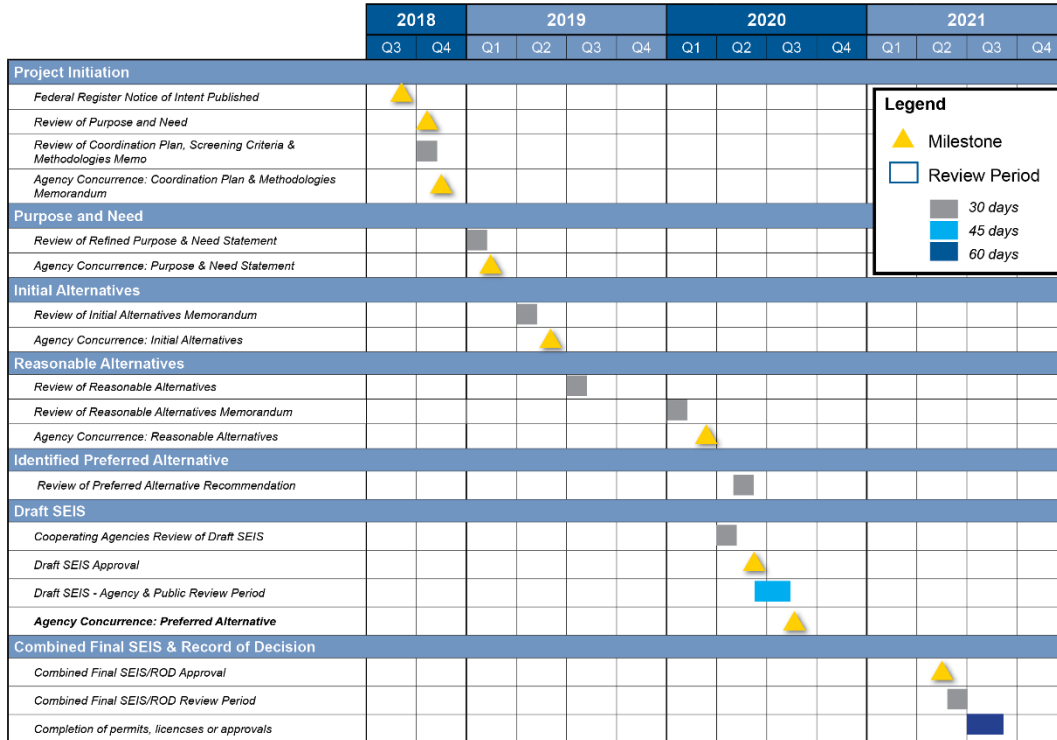 2018 2019 2020 2021
Q3 Q4 Q1 Q2 Q3 Q4 Q1 Q2 Q3 Q4 Q1 Q2 Q3 Q4
Project Initiation
Federal Register Notice of Intent Published
Review of Purpose and Need
Review of Coordination Plan, Screening Criteria &
Methodologies Memo
Agency Concurrence: Coordination Plan & Methodologies
Memorandum
Purpose and Need
Review of Refined Purpose & Need Statement
Agency Concurrence: Purpose & Need Statement
Initial Alternatives
Review of Initial Alternatives Memorandum
Agency Concurrence: Initial Alternatives
Reasonable Alternatives
Review of Reasonable Alternatives
Review of Reasonable Alternatives Memorandum
Agency Concurrence: Reasonable Alternatives
Identified Preferred Alternative
Review of Preferred Alternative Recommendation
Draft SEIS
Cooperating Agencies Review of Draft SEIS
Draft SEIS Approval
Draft SEIS - Agency & Public Review Period
Agency Concurrence: Preferred Alternative
Combined Final SEIS & Record of Decision
Combined Final SEIS/ROD Approval
Combined Final SEIS/ROD Review Period
Completion of permits, licencses or approvals
Legend
Milestone
Review Period
30 days
45 days
60 days